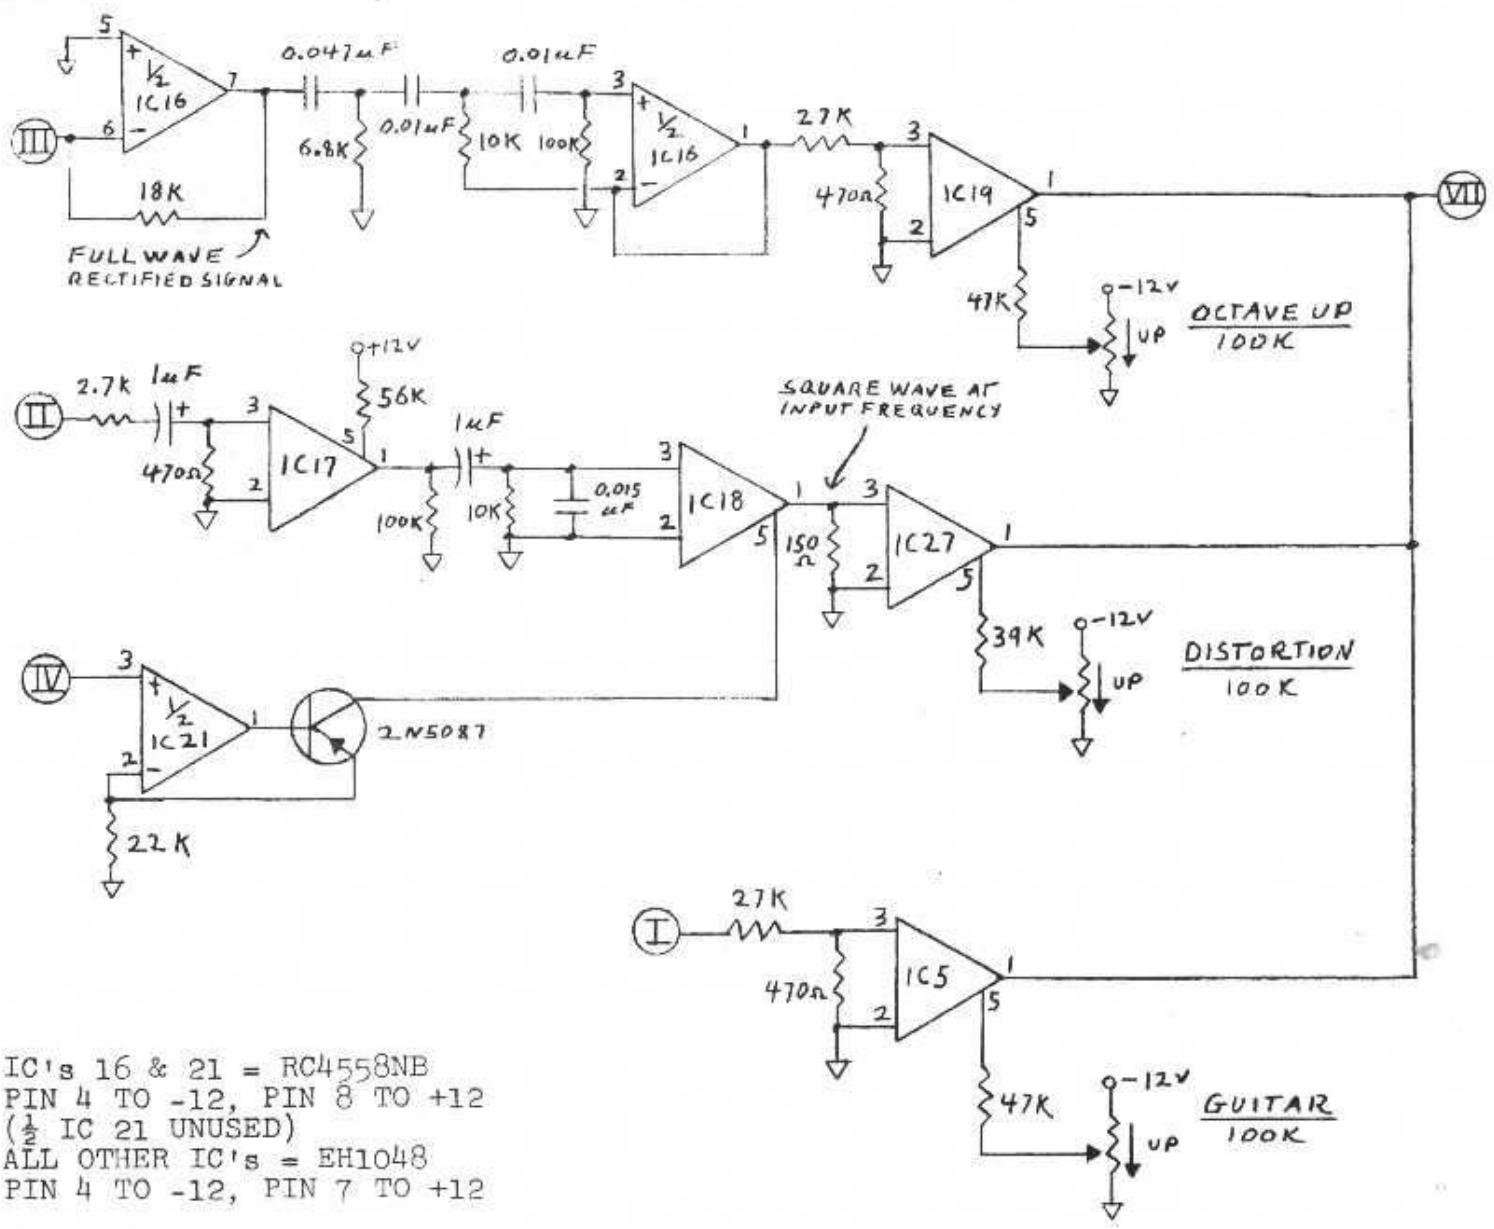 5
+
1/2
IC16
7
6
-
III
18K
FULL WAVE
RECTIFIED SIGNAL
0.047uF
6.8K
0.01uF
10K
0.01uF
100K
3
+
1/2
IC16
1
2
-
27K
470Ω
3
IC19
1
2
5
47K
-12V
UP
OCTAVE UP
100K
VII
II
2.7K
1uF
+
470Ω
3
IC17
2
5
1
+12V
56K
100K
1uF
+
10K
0.015
uF
3
IC18
2
1
5
SQUARE WAVE AT
INPUT FREQUENCY
150
Ω
3
IC27
2
1
5
39K
-12V
UP
DISTORTION
100K
IV
3
+
1/2
IC21
1
2
-
2N5087
22K
I
27K
470Ω
3
IC5
2
1
5
47K
-12V
UP
GUITAR
100K
IC's 16 & 21 = RC4558NB
PIN 4 TO -12, PIN 8 TO +12
(½ IC 21 UNUSED)
ALL OTHER IC's = EH1048
PIN 4 TO -12, PIN 7 TO +12